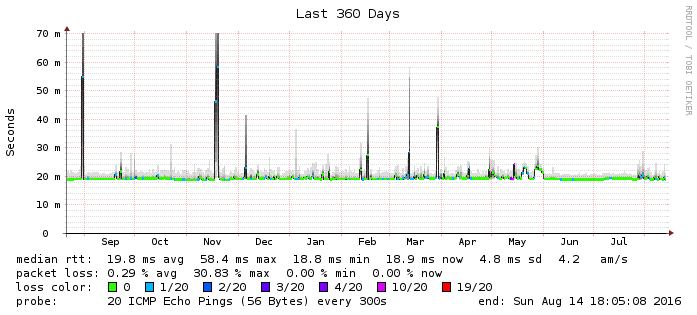 Last 360 Days
RRDTOOL / TOBI OETIKER
Seconds
70 m
60 m
50 m
40 m
30 m
20 m
10 m
0
Sep Oct Nov Dec Jan Feb Mar Apr May Jun Jul
median rtt: 19.8 ms avg 58.4 ms max 18.8 ms min 18.9 ms now 4.8 ms sd 4.2 am/s
packet loss: 0.29 % avg 30.83 % max 0.00 % min 0.00 % now
loss color: 0 1/20 2/20 3/20 4/20 10/20 19/20
probe: 20 ICMP Echo Pings (56 Bytes) every 300s end: Sun Aug 14 18:05:08 2016